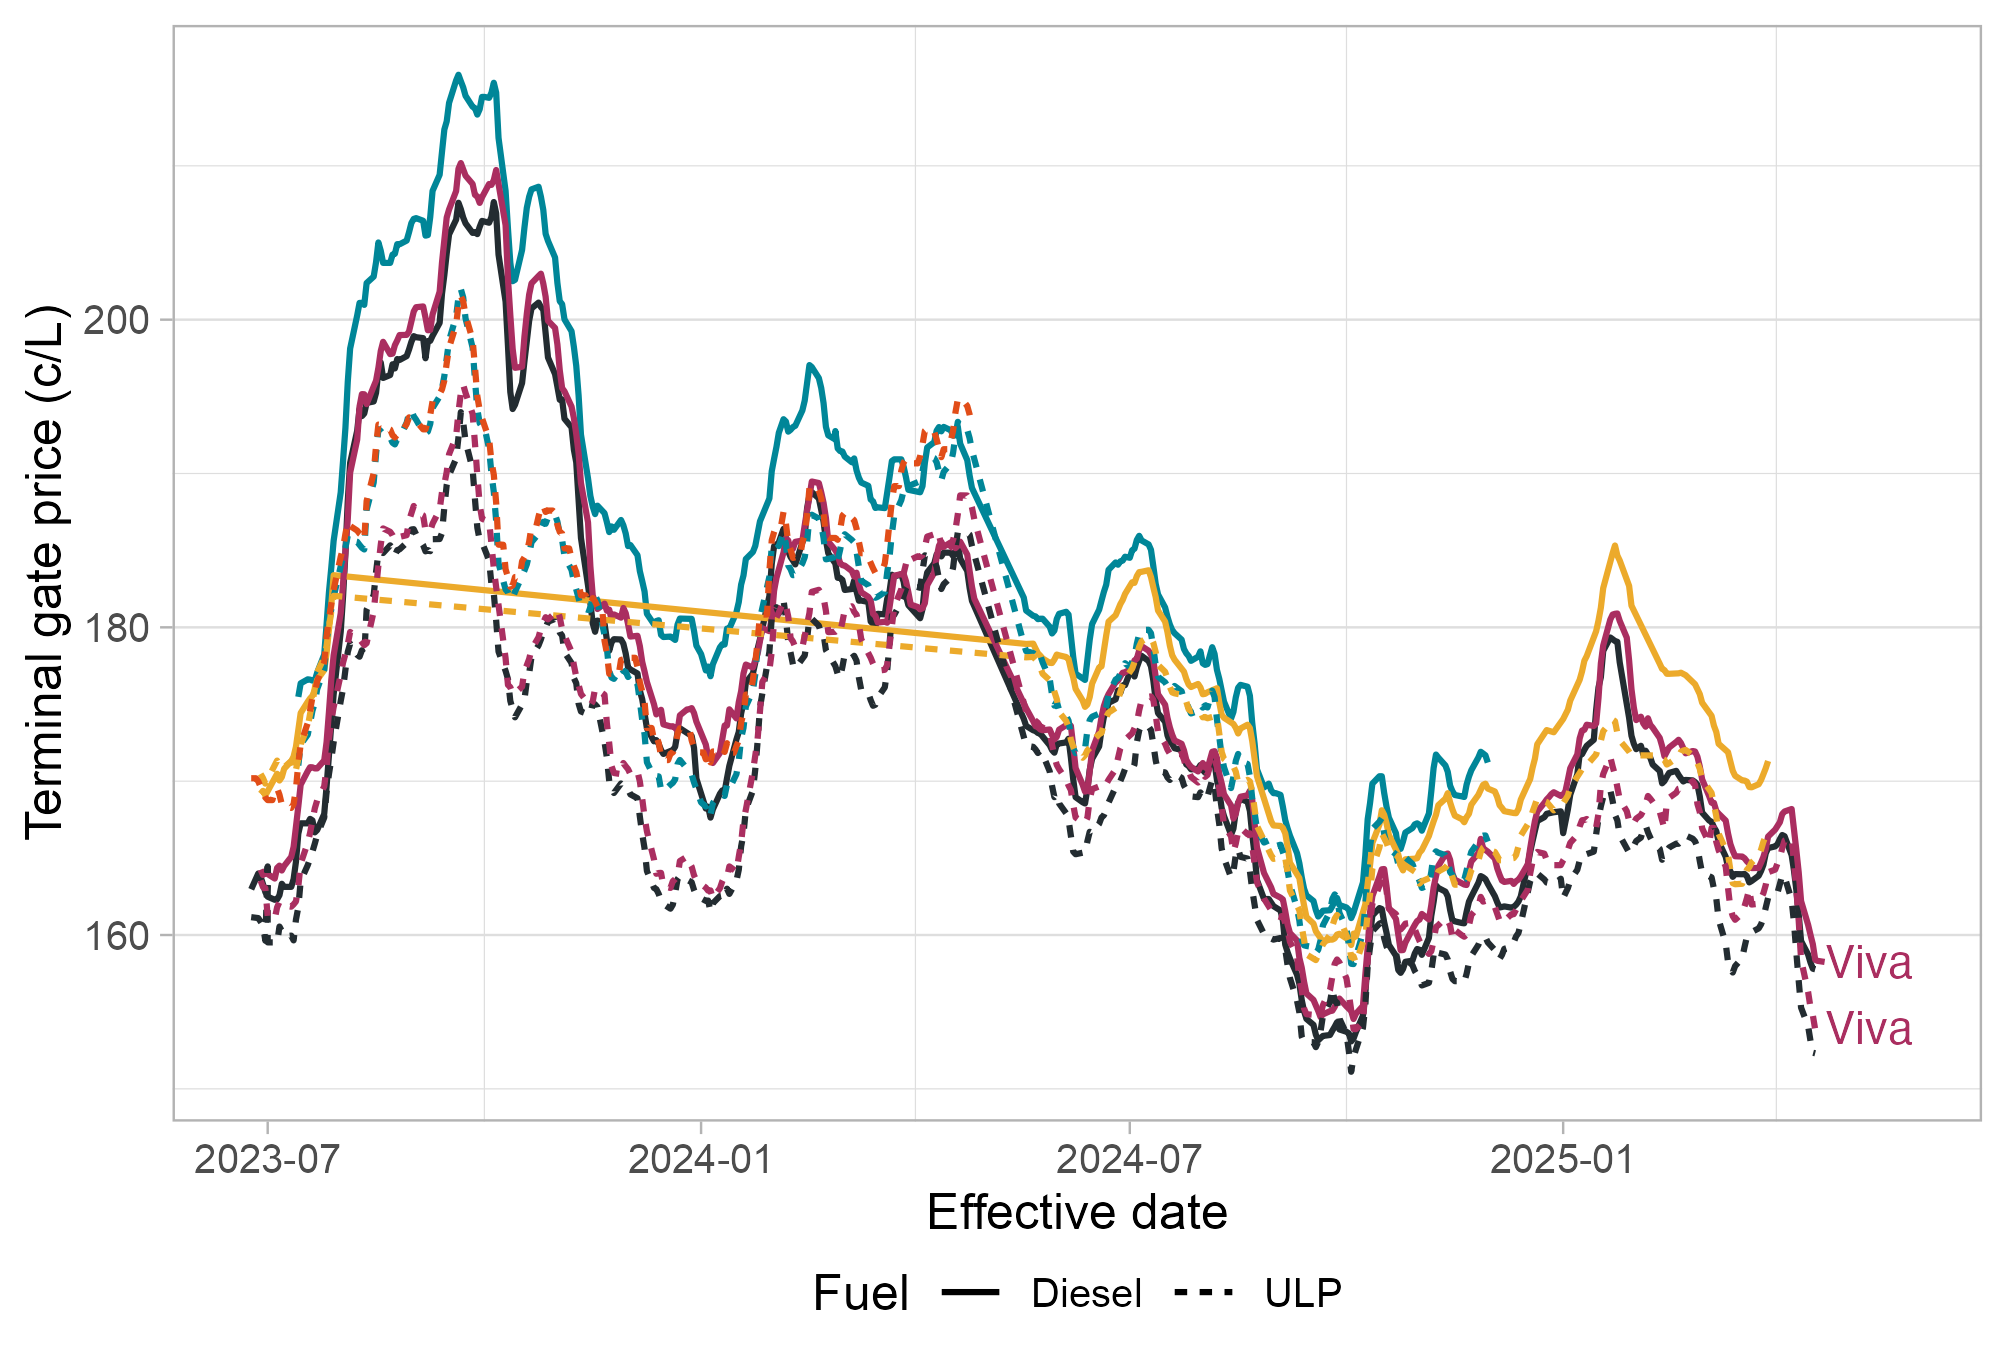 Terminal gate price (c/L)
200
180
160
Viva
Viva
2023-07
2024-01
2024-07
2025-01
Effective date
Fuel
Diesel
ULP